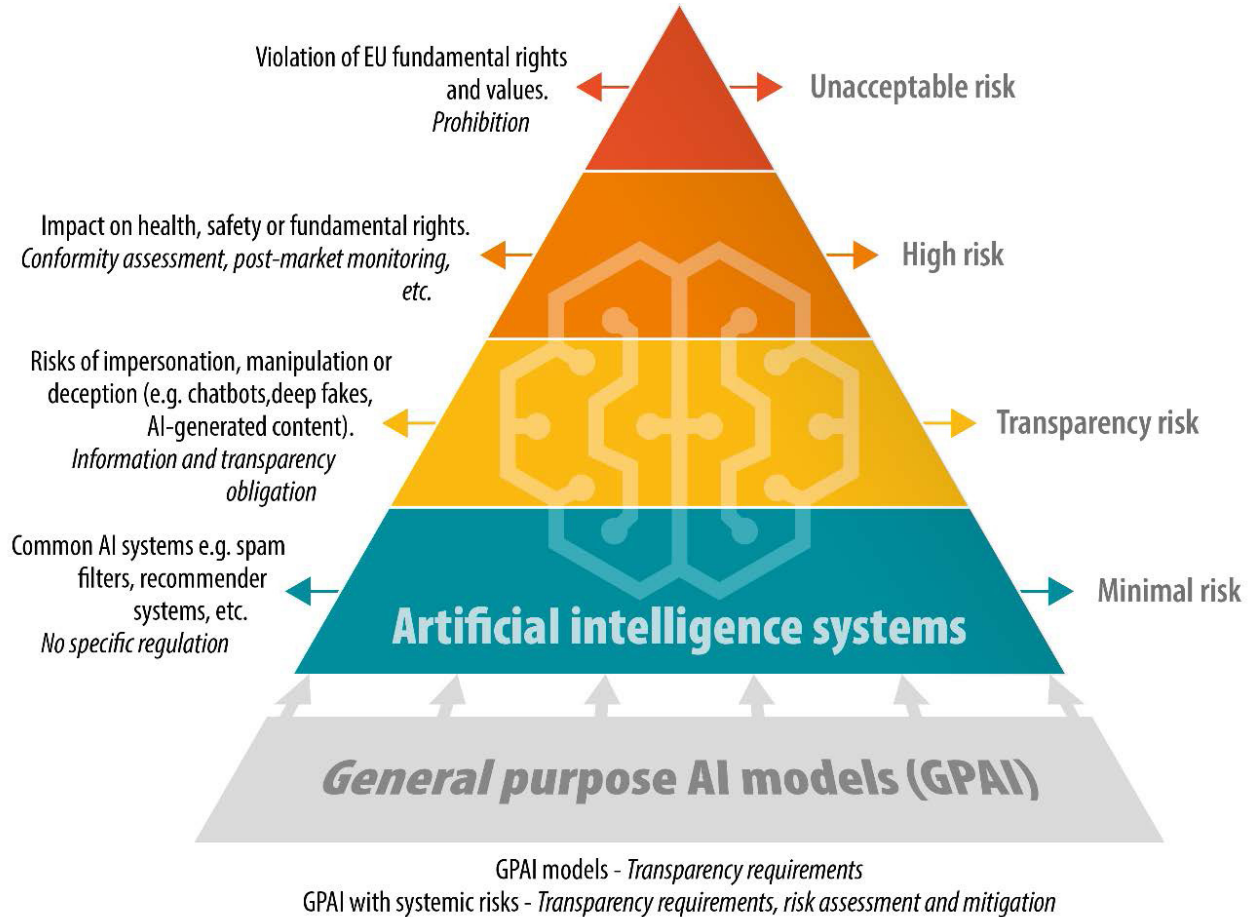 Violation of EU fundamental rights
and values.
Prohibition
Unacceptable risk
Impact on health, safety or fundamental rights.
Conformity assessment, post-market monitoring,
etc.
High risk
Risks of impersonation, manipulation or
deception (e.g. chatbots,deep fakes,
AI-generated content).
Information and transparency
obligation
Transparency risk
Common AI systems e.g. spam
filters, recommender
systems, etc.
No specific regulation
Minimal risk
Artificial intelligence systems
General purpose AI models (GPAI)
GPAI models - Transparency requirements
GPAI with systemic risks - Transparency requirements, risk assessment and mitigation